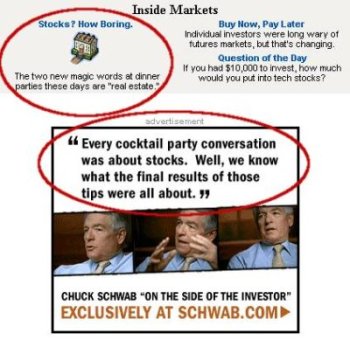 Inside Markets
Stocks? How Boring.
The two new magic words at dinner
parties these days are "real estate."
Buy Now, Pay Later
Individual investors were long wary of
futures markets, but that's changing.
Question of the Day
If you had $10,000 to invest, how much
would you put into tech stocks?
advertisement
“ Every cocktail party conversation
was about stocks. Well, we know
what the final results of those
tips were all about. ”
CHUCK SCHWAB "ON THE SIDE OF THE INVESTOR"
EXCLUSIVELY AT SCHWAB.COM▶